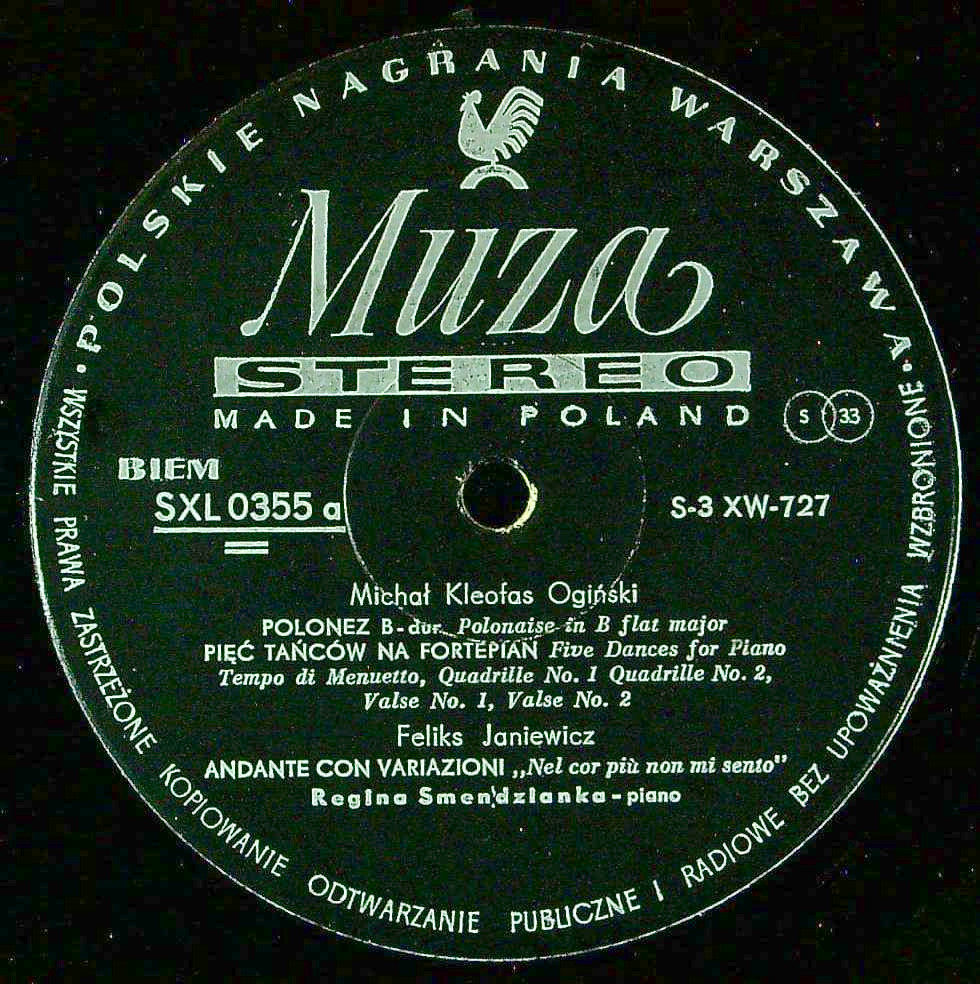 • POLSKIE NAGRANIA WARSZAWA •
Muza
STEREO
MADE IN POLAND
S 33
BIEM
SXL 0355 a
S-3 XW-727
Michał Kleofas Ogiński
POLONEZ B-dur Polonaise in B flat major
PIĘĆ TAŃCÓW NA FORTEPIAN Five Dances for Piano
Tempo di Menuetto, Quadrille No. 1 Quadrille No. 2,
Valse No. 1, Valse No. 2
Feliks Janiewicz
ANDANTE CON VARIAZIONI „Nel cor più non mi sento"
Regina Smendzianka - piano
WSZYSTKIE PRAWA ZASTRZEŻONE KOPIOWANIE ODTWARZANIE PUBLICZNE I RADIOWE BEZ UPOWAŻNIENIA WZBRONIONE